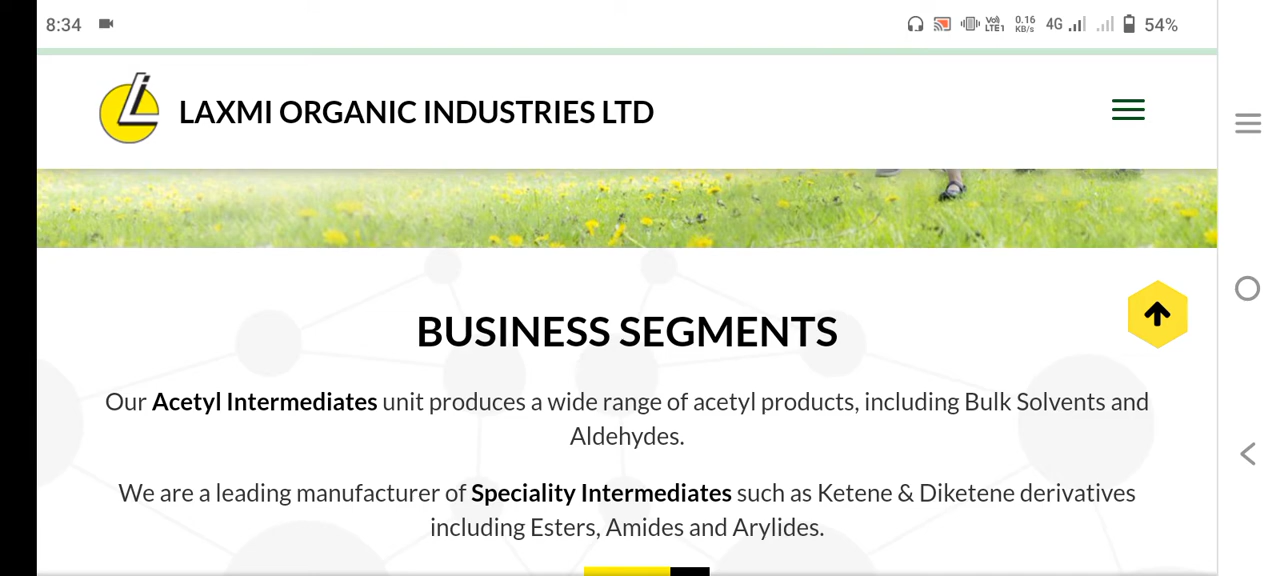 8:34 Vo) LTE1 0.16 KB/s 4G 54%
LAXMI ORGANIC INDUSTRIES LTD
BUSINESS SEGMENTS
Our Acetyl Intermediates unit produces a wide range of acetyl products, including Bulk Solvents and
Aldehydes.
We are a leading manufacturer of Speciality Intermediates such as Ketene & Diketene derivatives
including Esters, Amides and Arylides.